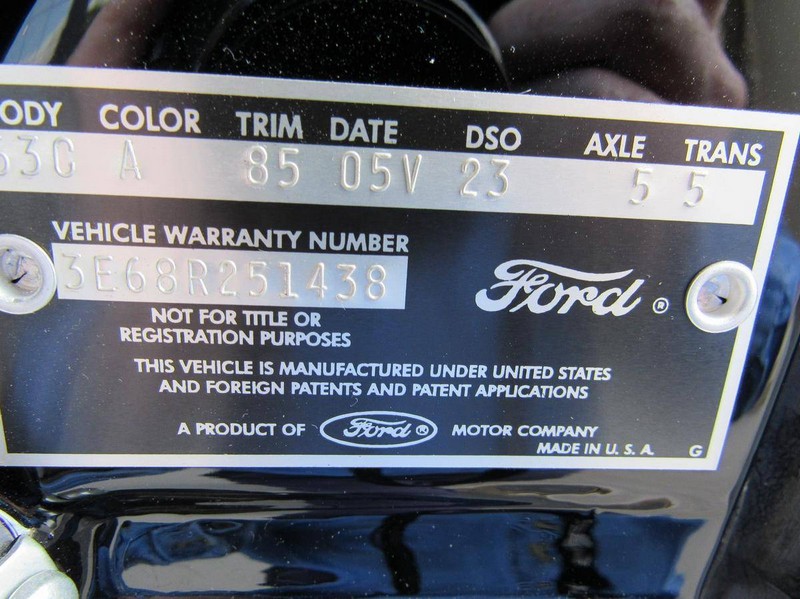 ODY COLOR TRIM DATE DSO AXLE TRANS
63C A 85 05V 23 5 5
VEHICLE WARRANTY NUMBER
3E68R251438
NOT FOR TITLE OR
REGISTRATION PURPOSES
Ford ®
THIS VEHICLE IS MANUFACTURED UNDER UNITED STATES
AND FOREIGN PATENTS AND PATENT APPLICATIONS
A PRODUCT OF Ford ® MOTOR COMPANY
MADE IN U. S. A. G